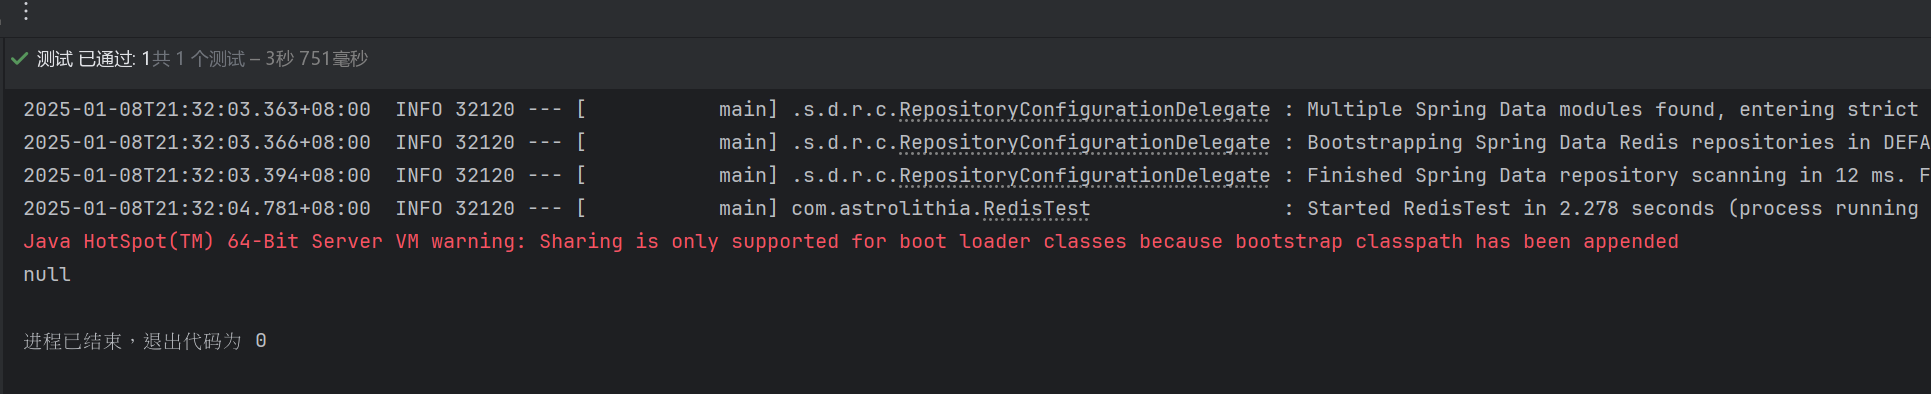 测试 已通过: 1共 1 个测试 – 3秒 751毫秒
2025-01-08T21:32:03.363+08:00  INFO 32120 --- [           main] .s.d.r.c.RepositoryConfigurationDelegate : Multiple Spring Data modules found, entering strict
2025-01-08T21:32:03.366+08:00  INFO 32120 --- [           main] .s.d.r.c.RepositoryConfigurationDelegate : Bootstrapping Spring Data Redis repositories in DEFA
2025-01-08T21:32:03.394+08:00  INFO 32120 --- [           main] .s.d.r.c.RepositoryConfigurationDelegate : Finished Spring Data repository scanning in 12 ms. F
2025-01-08T21:32:04.781+08:00  INFO 32120 --- [           main] com.astrolithia.RedisTest                : Started RedisTest in 2.278 seconds (process running
Java HotSpot(TM) 64-Bit Server VM warning: Sharing is only supported for boot loader classes because bootstrap classpath has been appended
null
进程已结束，退出代码为 0